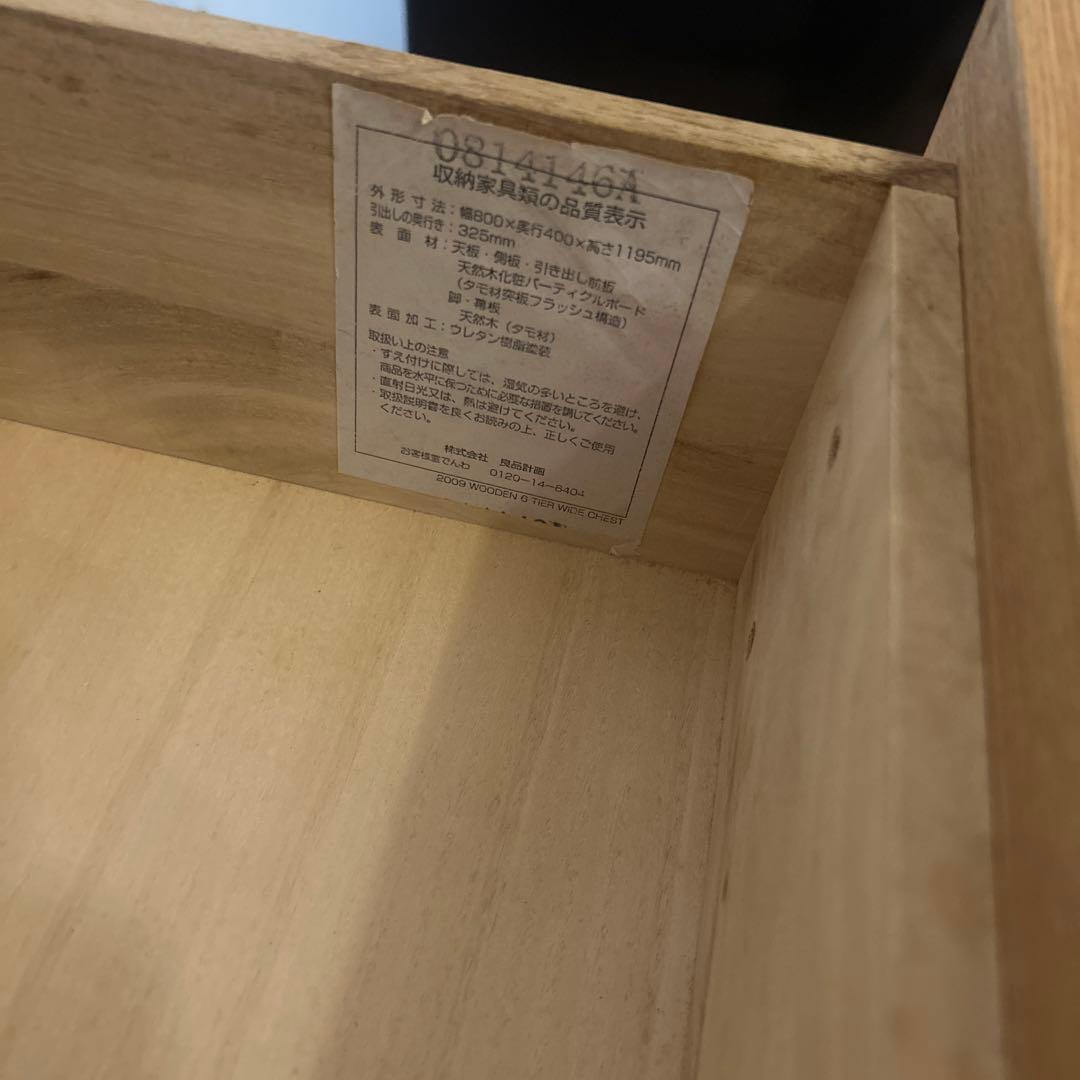 0814146A
収納家具類の品質表示
外形寸法：幅800×奥行400×高さ1195mm
引出しの奥行き：325mm
表面材：天板・側板・引き出し前板
天然木化粧パーティクルボード
（タモ材突板フラッシュ構造）
脚・幕板
天然木（タモ材）
表面加工：ウレタン樹脂塗装
取扱い上の注意
・すえ付けに際しては、湿気の多いところを避け、
商品を水平に保つために必要な措置を講じてください。
・直射日光又は、熱は避けてください。
・取扱説明書を良くお読みの上、正しくご使用
ください。
株式会社 良品計画
お客様室でんわ 0120-14-6404
2009 WOODEN 6 TIER WIDE CHEST